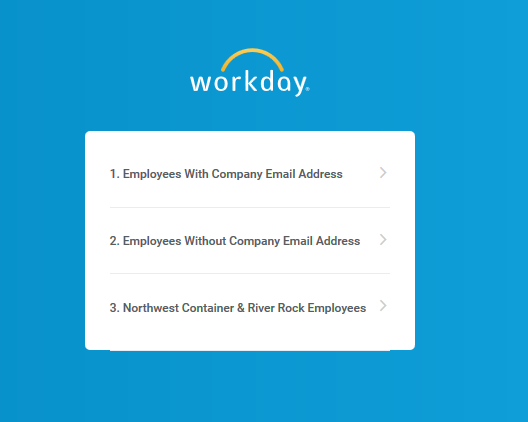 workday®
1. Employees With Company Email Address
2. Employees Without Company Email Address
3. Northwest Container & River Rock Employees